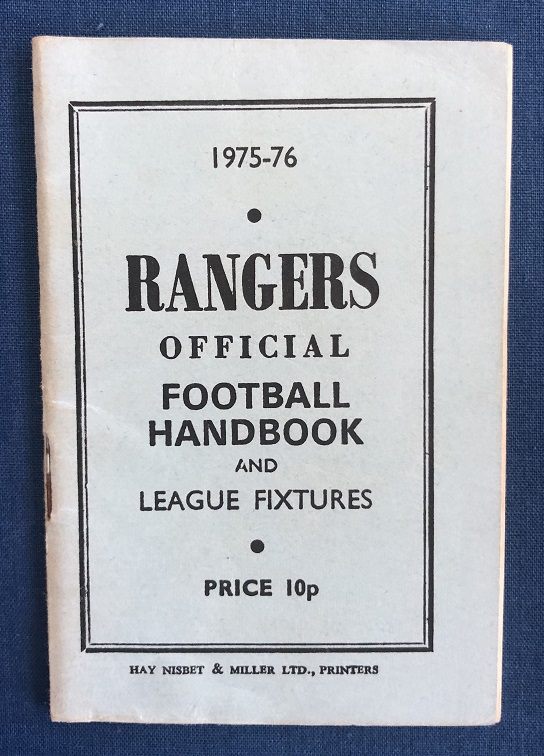 1975-76
RANGERS
OFFICIAL
FOOTBALL
HANDBOOK
AND
LEAGUE FIXTURES
PRICE 10p
HAY NISBET & MILLER LTD., PRINTERS